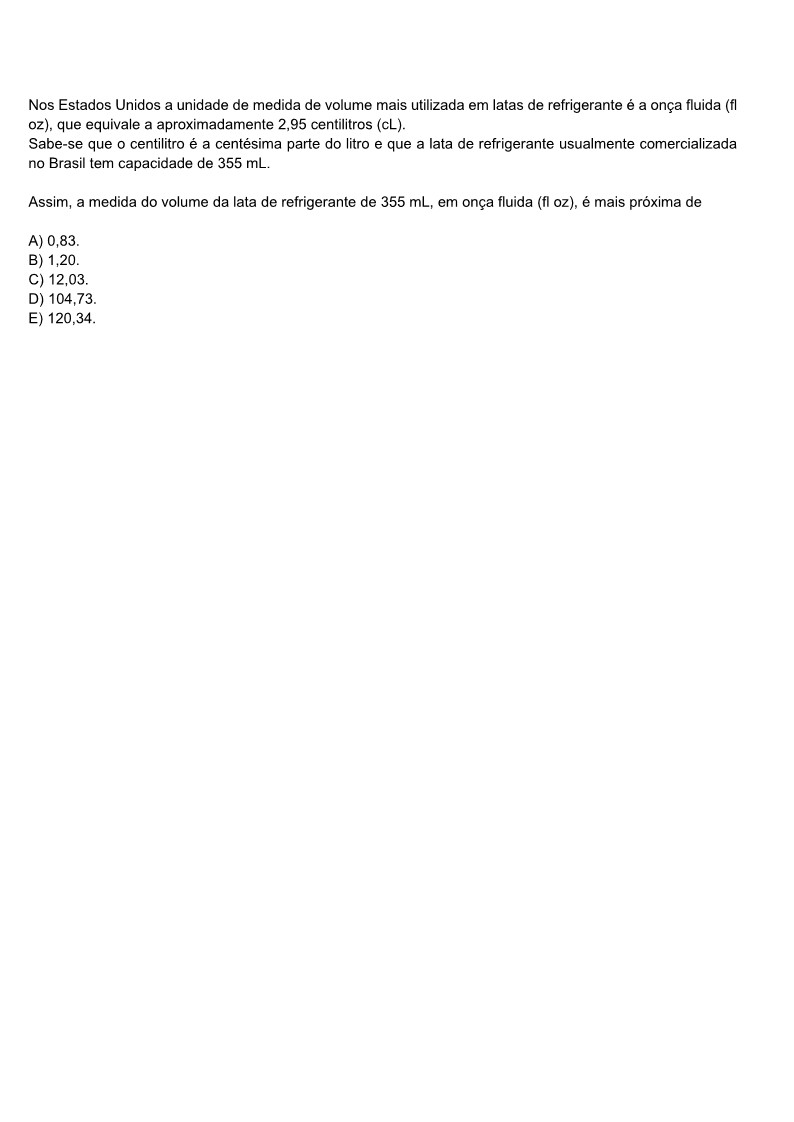 Nos Estados Unidos a unidade de medida de volume mais utilizada em latas de refrigerante é a onça fluida (fl
oz), que equivale a aproximadamente 2,95 centilitros (cL).
Sabe-se que o centilitro é a centésima parte do litro e que a lata de refrigerante usualmente comercializada
no Brasil tem capacidade de 355 mL.
Assim, a medida do volume da lata de refrigerante de 355 mL, em onça fluida (fl oz), é mais próxima de
A) 0,83.
B) 1,20.
C) 12,03.
D) 104,73.
E) 120,34.